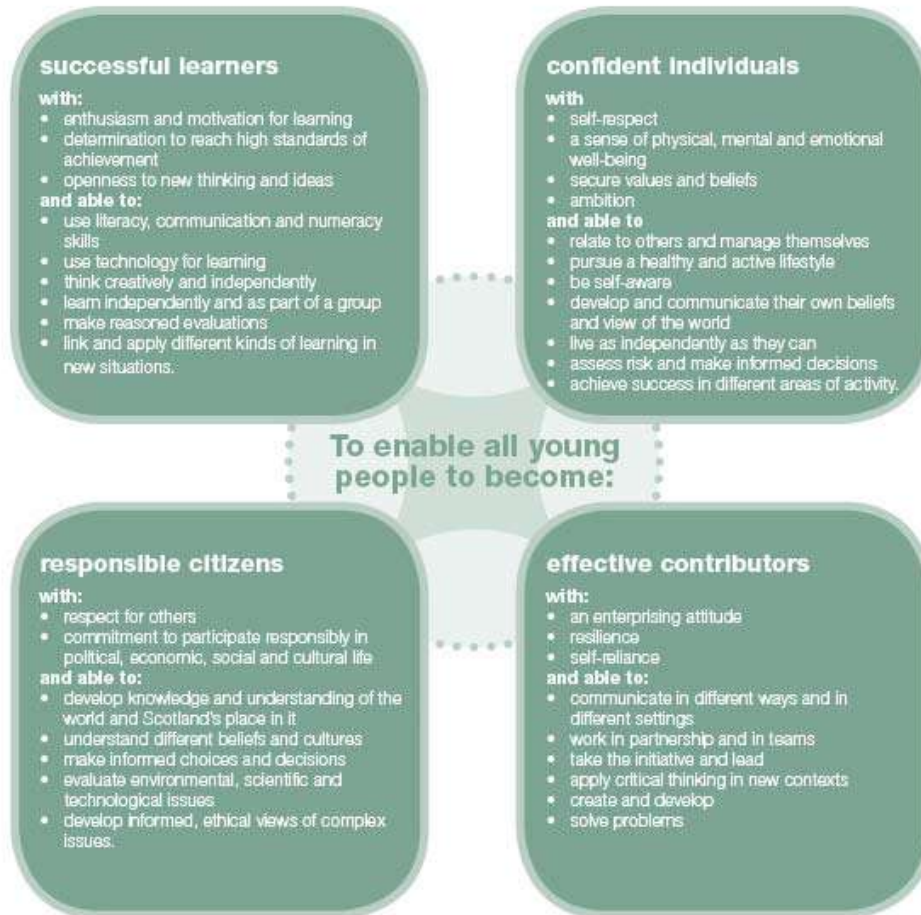 successful learners
with:
• enthusiasm and motivation for learning
• determination to reach high standards of
achievement
• openness to new thinking and ideas
and able to:
• use literacy, communication and numeracy
skills
• use technology for learning
• think creatively and independently
• learn independently and as part of a group
• make reasoned evaluations
• link and apply different kinds of learning in
new situations.
confident individuals
with
• self-respect
• a sense of physical, mental and emotional
well-being
• secure values and beliefs
• ambition
and able to
• relate to others and manage themselves
• pursue a healthy and active lifestyle
• be self-aware
• develop and communicate their own beliefs
and view of the world
• live as independently as they can
• assess risk and make informed decisions
• achieve success in different areas of activity.
To enable all young
people to become:
responsible citizens
with:
• respect for others
• commitment to participate responsibly in
political, economic, social and cultural life
and able to:
• develop knowledge and understanding of the
world and Scotland's place in it
• understand different beliefs and cultures
• make informed choices and decisions
• evaluate environmental, scientific and
technological issues
• develop informed, ethical views of complex
issues.
effective contributors
with:
• an enterprising attitude
• resilience
• self-reliance
and able to:
• communicate in different ways and in
different settings
• work in partnership and in teams
• take the initiative and lead
• apply critical thinking in new contexts
• create and develop
• solve problems